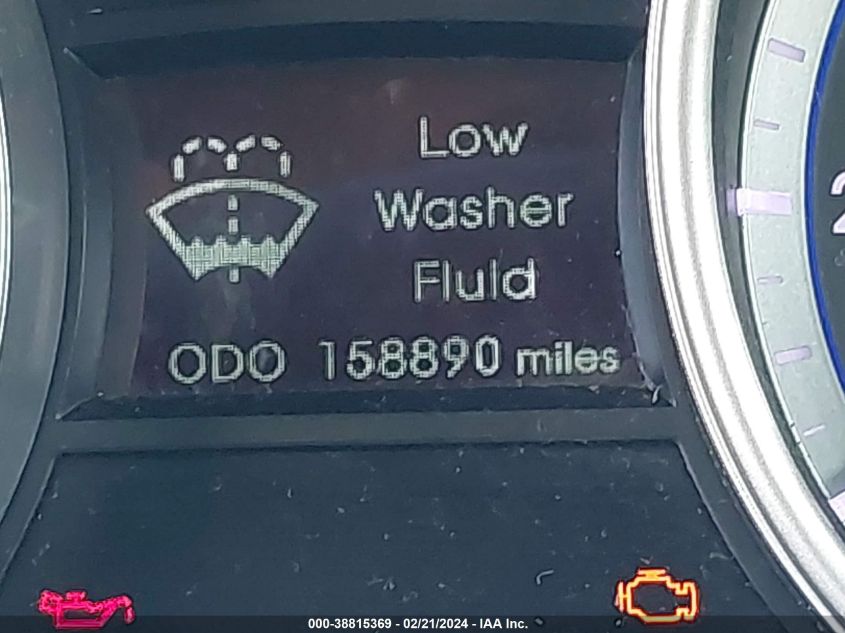 Low
Washer
Fluid
ODO 158890 miles
000-38815369 - 02/21/2024 - IAA Inc.